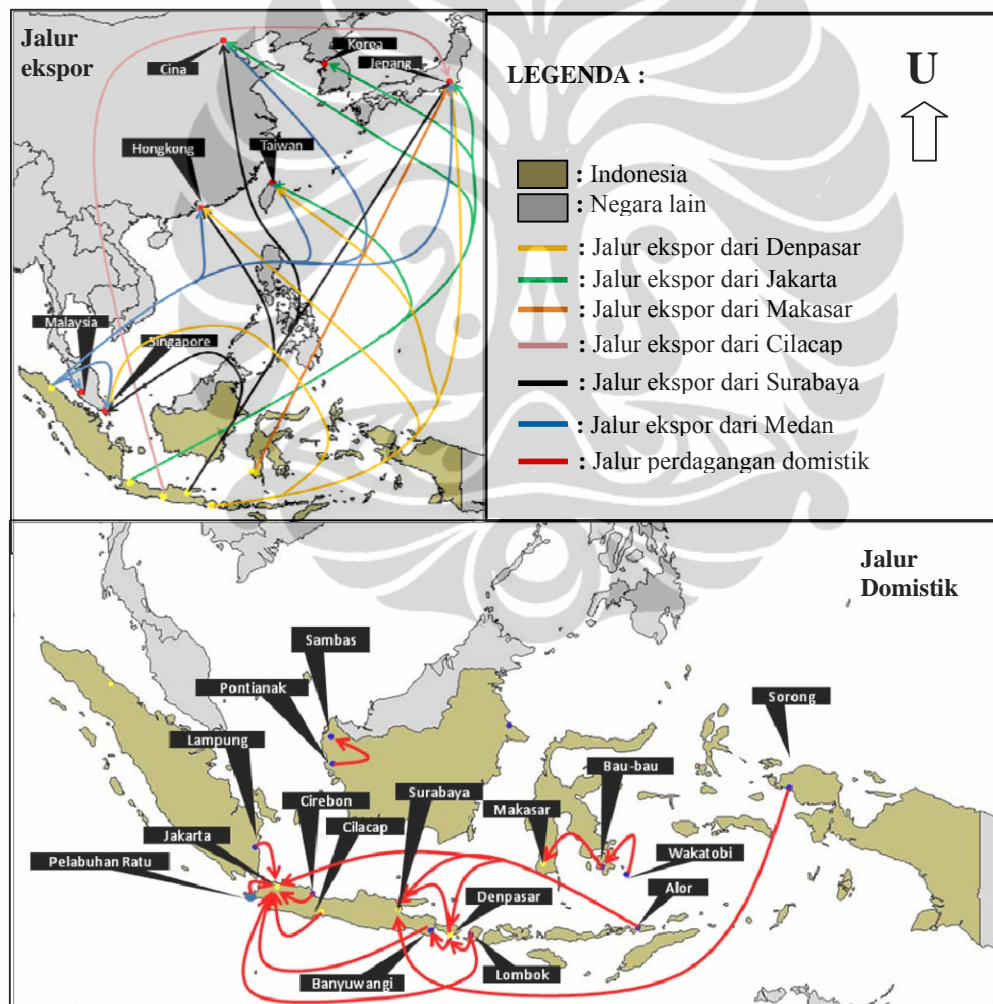 Jalur
ekspor
Cina
Korea
Jepang
Hongkong
Taiwan
Malaysia
Singapore
LEGENDA :
U
: Indonesia
: Negara lain
: Jalur ekspor dari Denpasar
: Jalur ekspor dari Jakarta
: Jalur ekspor dari Makasar
: Jalur ekspor dari Cilacap
: Jalur ekspor dari Surabaya
: Jalur ekspor dari Medan
: Jalur perdagangan domistik
Jalur
Domistik
Sambas
Pontianak
Lampung
Jakarta
Pelabuhan Ratu
Cirebon
Cilacap
Surabaya
Makasar
Bau-bau
Sorong
Wakatobi
Alor
Denpasar
Banyuwangi
Lombok